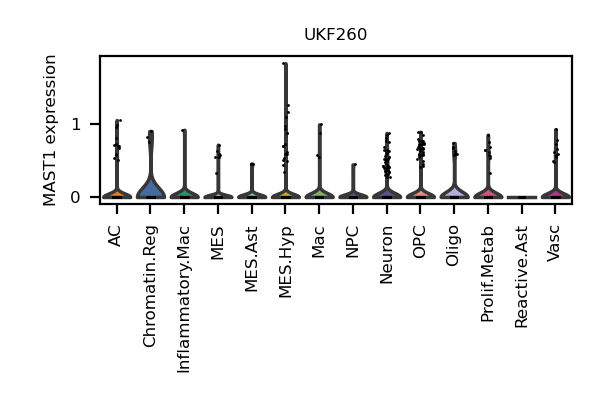 UKF260
MAST1 expression
1
0
AC
Chromatin.Reg
Inflammatory.Mac
MES
MES.Ast
MES.Hyp
Mac
NPC
Neuron
OPC
Oligo
Prolif.Metab
Reactive.Ast
Vasc